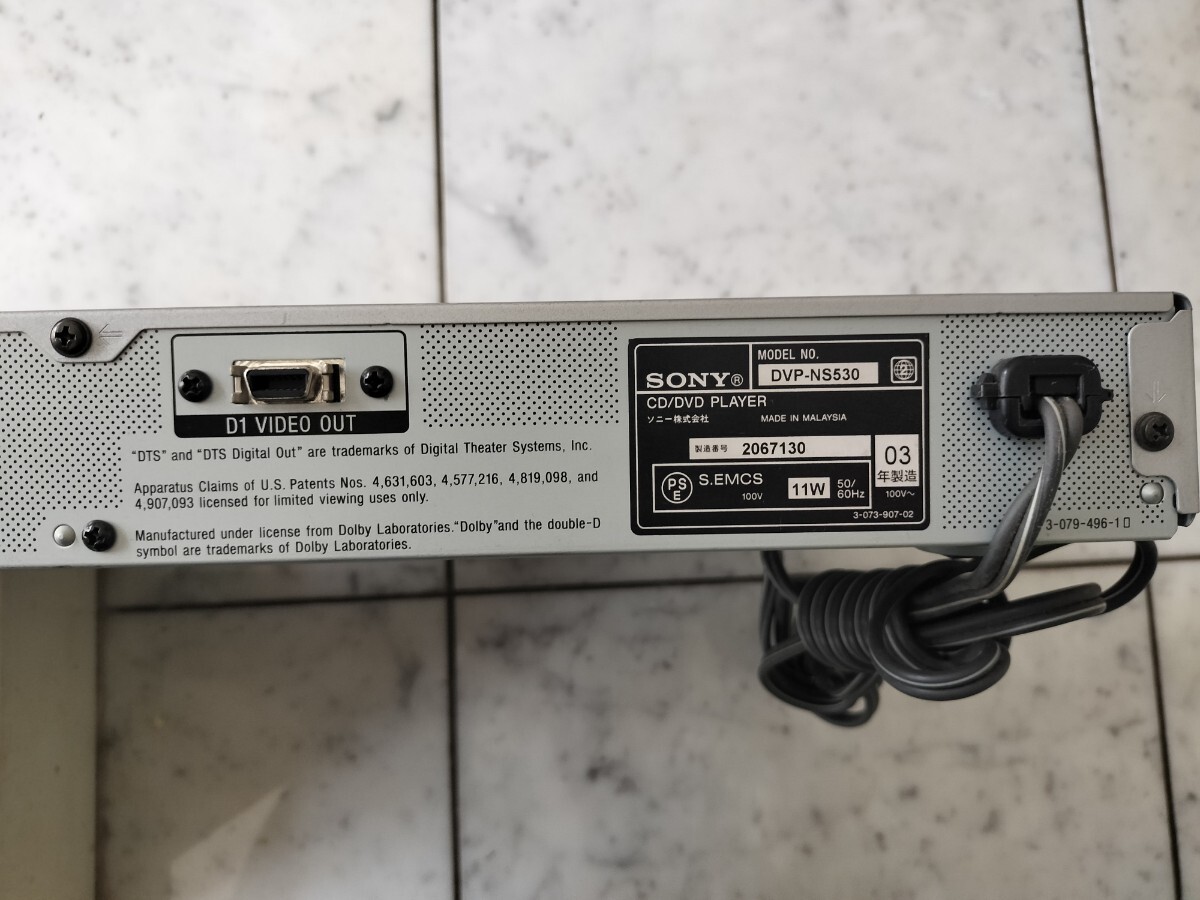 D1 VIDEO OUT
“DTS” and “DTS Digital Out” are trademarks of Digital Theater Systems, Inc.
Apparatus Claims of U.S. Patent Nos. 4,631,603, 4,577,216, 4,819,098, and
4,907,093 licensed for limited viewing uses only.
Manufactured under license from Dolby Laboratories.“Dolby”and the double-D
symbol are trademarks of Dolby Laboratories.
SONY®
MODEL NO.
DVP-NS530
2
CD/DVD PLAYER
ソニー株式会社 MADE IN MALAYSIA
製造番号 2067130
03
年製造
PS
E
S.EMCS
100V
11W
50/
60Hz
100V~
3-073-907-02
3-079-496-1